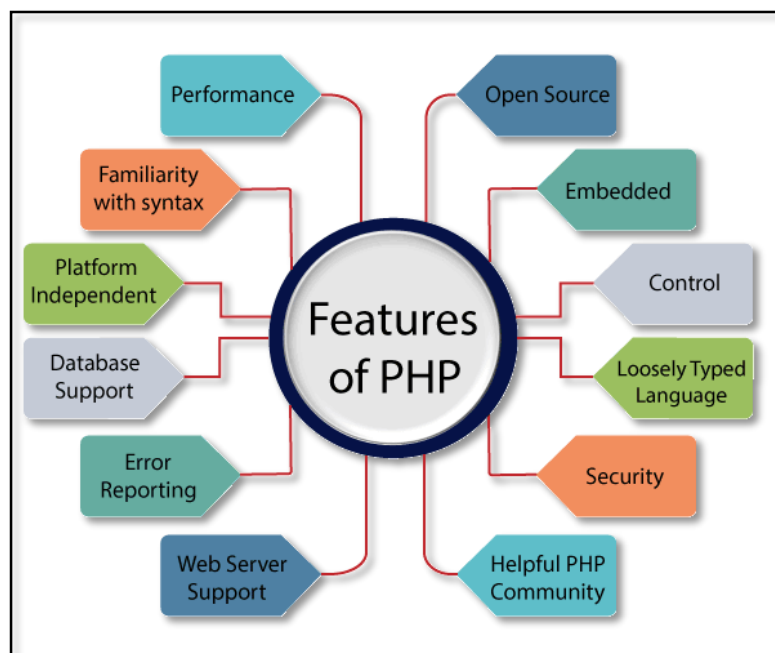 Performance
Familiarity
with syntax
Platform
Independent
Database
Support
Error
Reporting
Web Server
Support
Features
of PHP
Open Source
Embedded
Control
Loosely Typed
Language
Security
Helpful PHP
Community